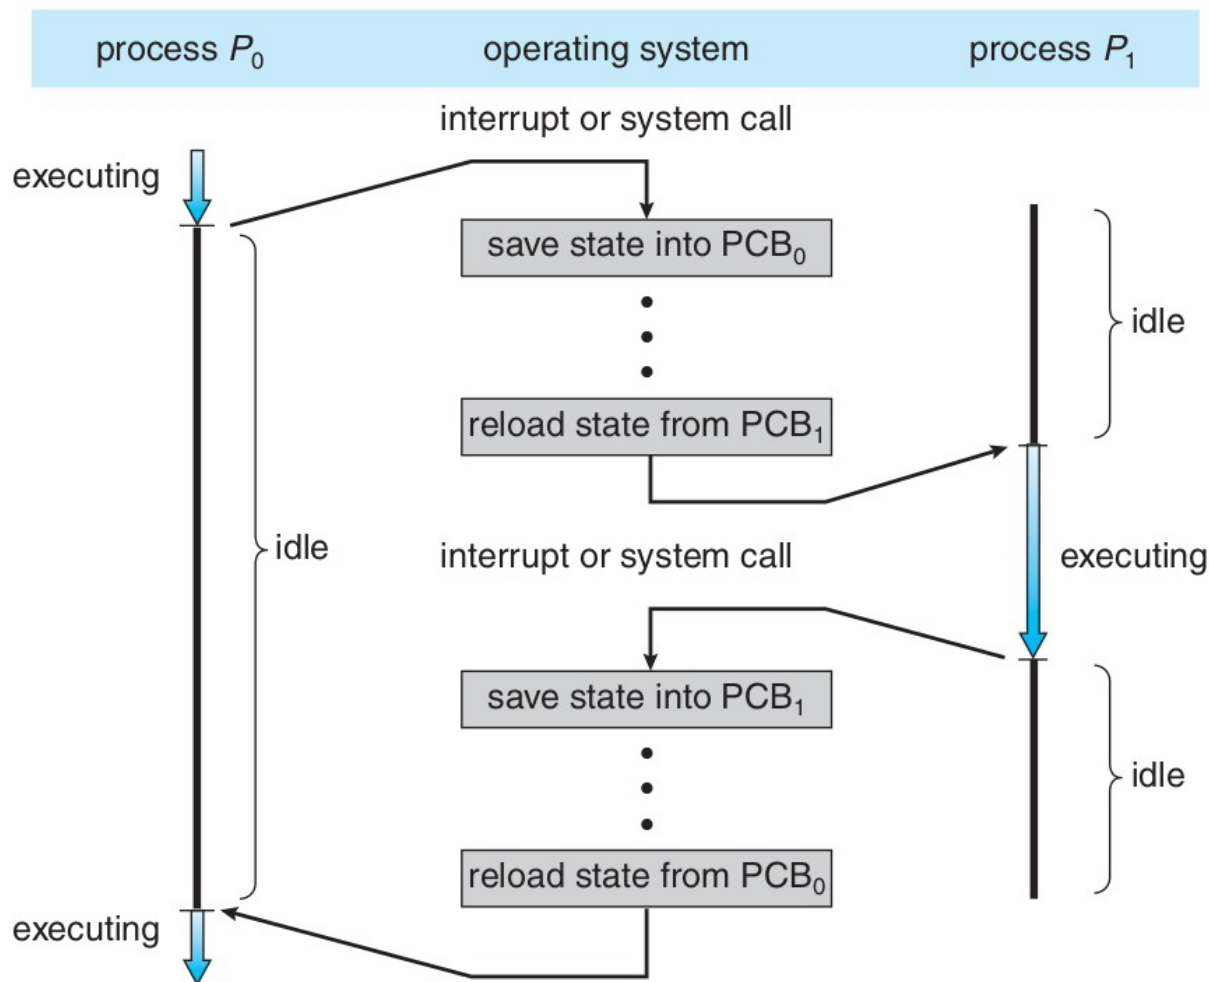 process P₀ operating system process P₁
interrupt or system call
executing
save state into PCB₀
idle
reload state from PCB₁
idle
interrupt or system call
executing
save state into PCB₁
idle
reload state from PCB₀
executing